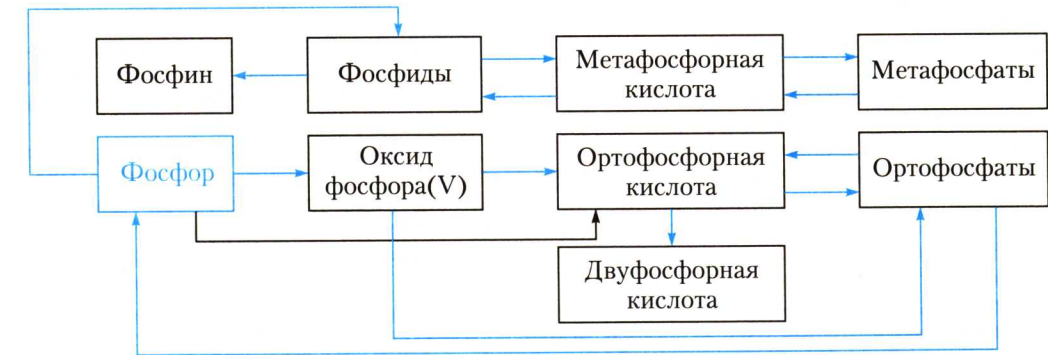 Фосфин
Фосфиды
Метафосфорная
кислота
Метафосфаты
Фосфор
Оксид
фосфора(V)
Ортофосфорная
кислота
Ортофосфаты
Двуфосфорная
кислота